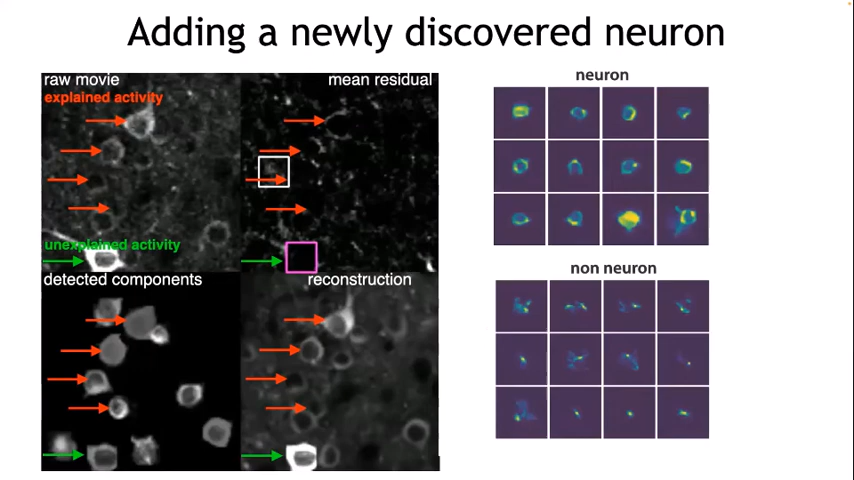 Adding a newly discovered neuron
raw movie
mean residual
explained activity
unexplained activity
detected components
reconstruction
neuron
non neuron